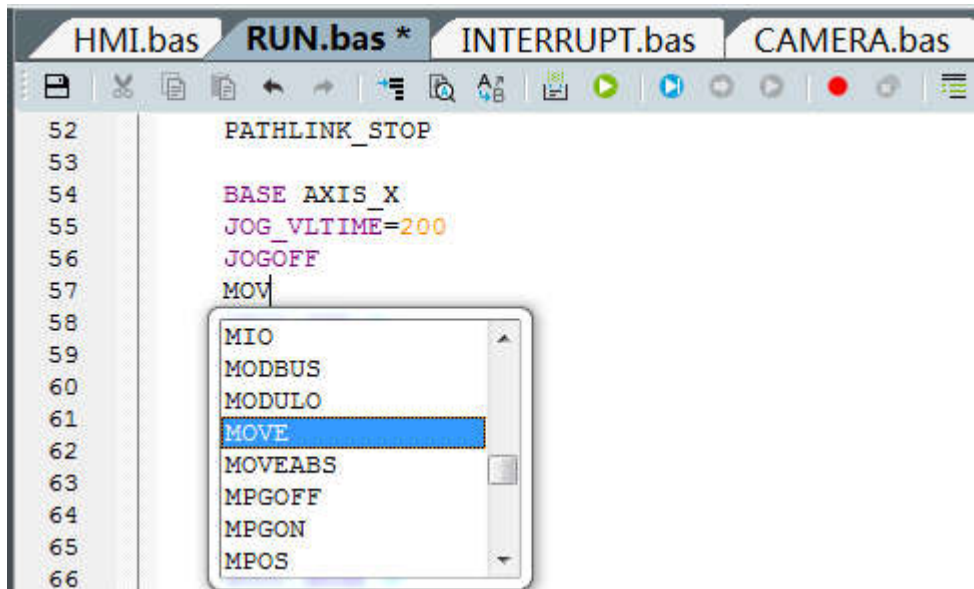 HMI.bas RUN.bas * INTERRUPT.bas CAMERA.bas
52 PATHLINK_STOP
53
54 BASE AXIS_X
55 JOG_VLTIME=200
56 JOGOFF
57 MOV
58 MIO
59 MODBUS
60 MODULO
61 MOVE
62 MOVEABS
63 MPGOFF
64 MPGON
65 MPOS
66